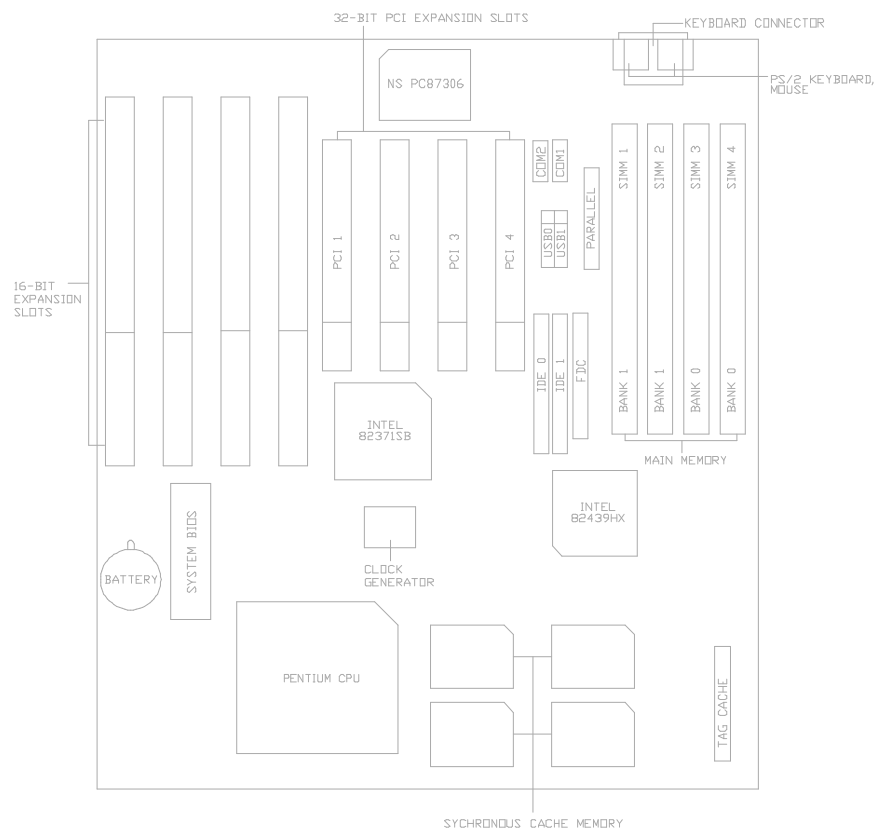 32-BIT PCI EXPANSION SLOTS
KEYBOARD CONNECTOR
NS PC87306
PS/2 KEYBOARD,
MOUSE
COM2
COM1
SIMM 1
SIMM 2
SIMM 3
SIMM 4
PARALLEL
USB0
USB1
PCI 1
PCI 2
PCI 3
PCI 4
16-BIT
EXPANSION
SLOTS
IDE 0
IDE 1
FDC
BANK 1
BANK 1
BANK 0
BANK 0
INTEL
82371SB
MAIN MEMORY
INTEL
82439HX
SYSTEM BIOS
CLOCK
GENERATOR
BATTERY
PENTIUM CPU
TAG CACHE
SYCHRONOUS CACHE MEMORY